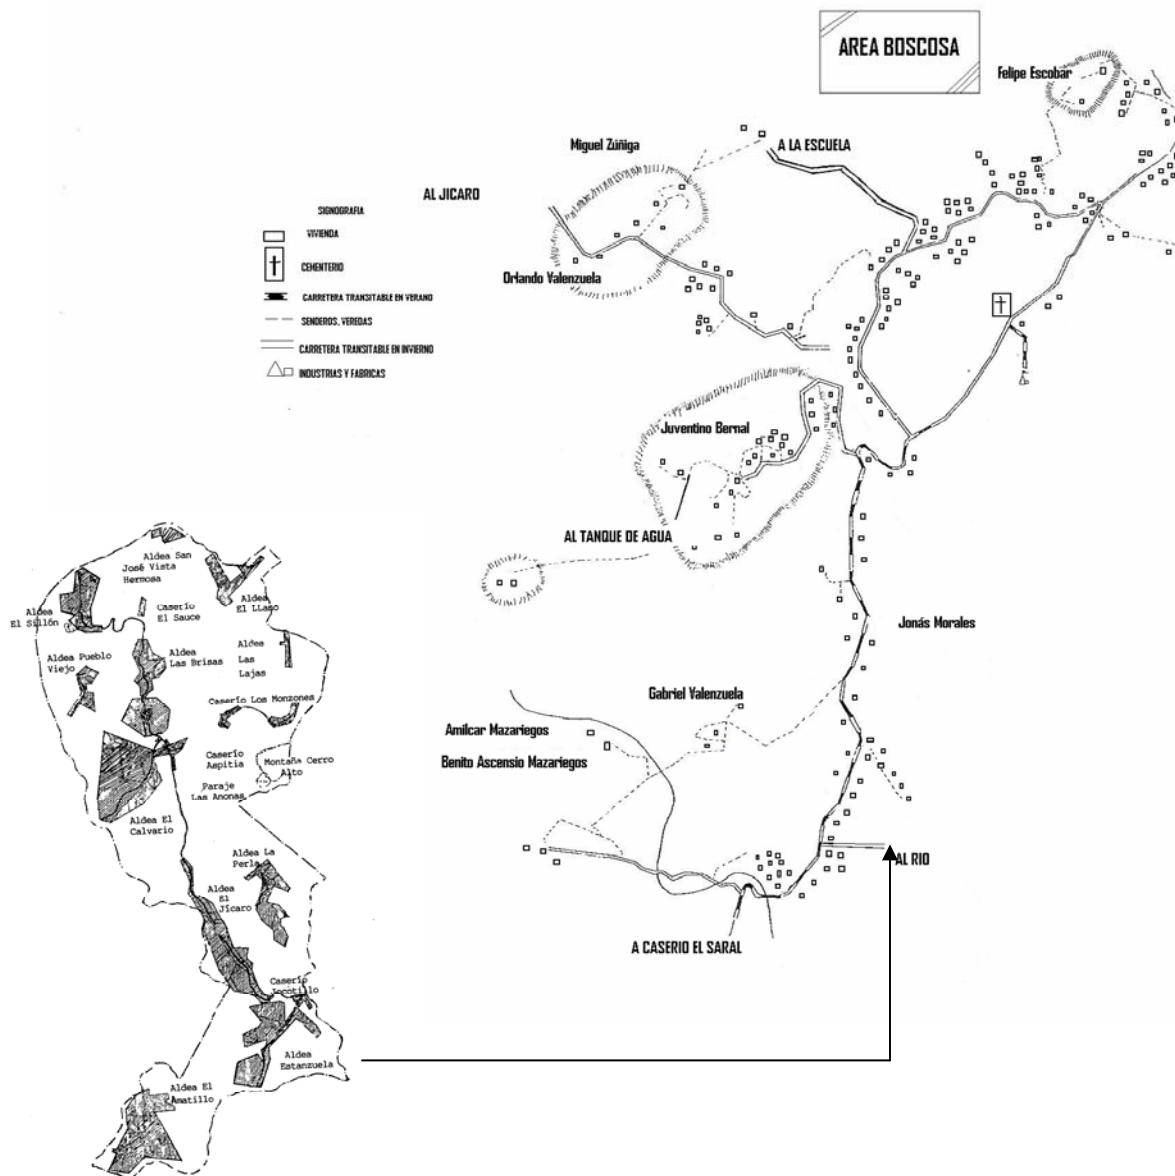 AREA BOSCOSA
Felipe Escobar
Miguel Zúñiga
A LA ESCUELA
AL JICARO
SIGNOGRAFIA
VIVIENDA
CEMENTERIO
CARRETERA TRANSITABLE EN VERANO
SENDEROS, VEREDAS
CARRETERA TRANSITABLE EN INVIERNO
INDUSTRIAS Y FABRICAS
Orlando Valenzuela
Juventino Bernal
AL TANQUE DE AGUA
Jonás Morales
Gabriel Valenzuela
Amilcar Mazariegos
Benito Ascensio Mazariegos
AL RIO
A CASERIO EL SARAL
Aldea San
José Vista
Hermosa
Aldea
El LLano
Aldea
El Sillón
Caserío
El Sauce
Aldea Pueblo
Viejo
Aldea
Las Brisas
Aldea
Las
Lajas
Caserío Los Monzones
Caserío
Ampitia
Montaña Cerro
Alto
Paraje
Las Anonas
Aldea El
Calvario
Aldea La
Perla
Aldea
El
Jícaro
Caserío
Jocotillo
Aldea
Estanzuela
Aldea El
Amatillo